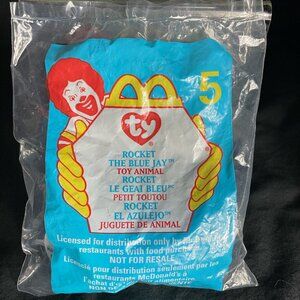 5
ty
ROCKET
THE BLUE JAY™
TOY ANIMAL
ROCKET
LE GEAI BLEU
PETIT TOUTOU
ROCKET
EL AZULEJO
JUGUETE DE ANIMAL
Licensed for distribution only by
restaurants with food
NOT FOR RESALE
Licencié pour distribution seulement par les
restaurants McDonald's à
l'achat d'